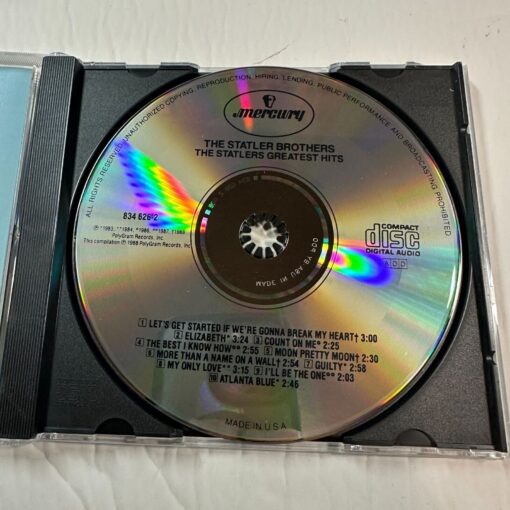 ALL RIGHTS RESERVED UNAUTHORIZED COPYING, REPRODUCTION, HIRING, LENDING, PUBLIC PERFORMANCE AND BROADCASTING PROHIBITED
mercury
THE STATLER BROTHERS
THE STATLERS GREATEST HITS
834 626-2
PolyGram Records, Inc.
This compilation ℗ 1988 PolyGram Records, Inc.
COMPACT
disc
DIGITAL AUDIO
ADD
MADE IN USA BY PDO
1 LET'S GET STARTED IF WE'RE GONNA BREAK MY HEART† 3:00
2 ELIZABETH* 3:24 3 COUNT ON ME° 2:25
4 THE BEST I KNOW HOW°° 2:55 5 MOON PRETTY MOON† 2:30
6 MORE THAN A NAME ON A WALL† 2:54 7 GUILTY* 2:58
8 MY ONLY LOVE** 3:15 9 I'LL BE THE ONE°° 2:03
10 ATLANTA BLUE* 2:45
MADE IN U.S.A